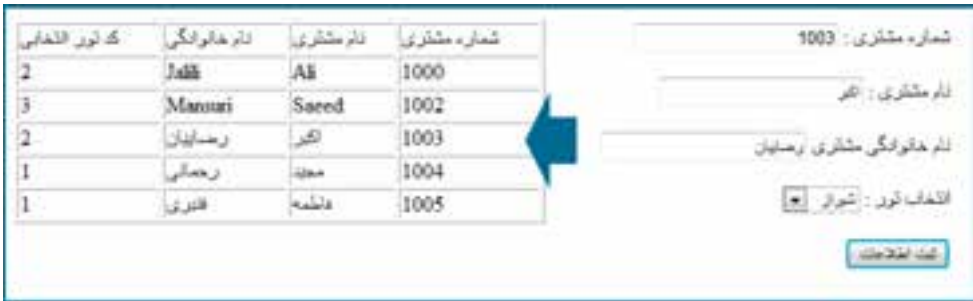 شماره مشتری : 1003
نام مشتری : اکبر
نام خانوادگی مشتری رضاییان
انتخاب تور : شیراز
ثبت اطلاعات
شماره مشتری نام مشتری نام خانوادگی کد تور انتخابی
1000 Ali Jalili 2
1002 Saeed Mansuri 3
1003 اکبر رضاییان 2
1004 مجید رحمانی 1
1005 فاطمه قنبری 1